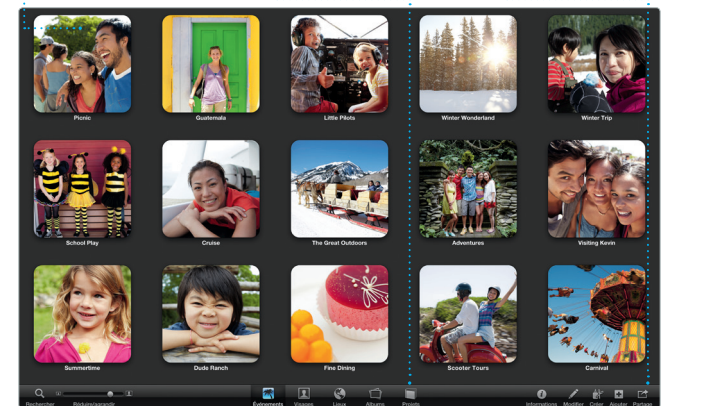 Picnic
Guatemala
Little Pilots
Winter Wonderland
Winter Trip
School Play
Cruise
The Great Outdoors
Adventures
Visiting Kevin
Summertime
Dude Ranch
Fine Dining
Scooter Tours
Carnival
Rechercher
Réduire/agrandir
Événements
Visages
Lieux
Albums
Projets
Informations
Modifier
Créer
Ajouter
Partage